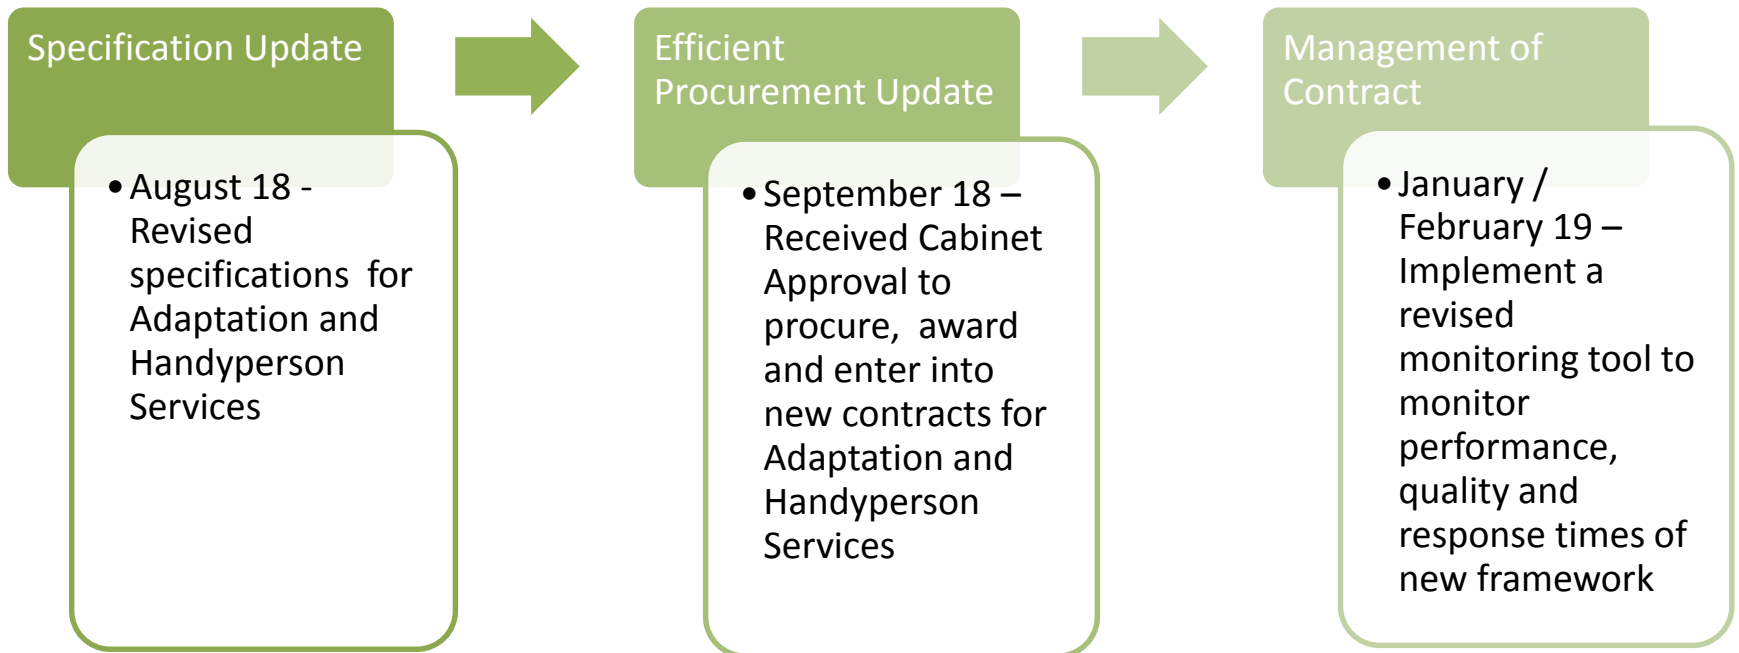 Specification Update
• August 18 -
Revised
specifications  for
Adaptation and
Handyperson
Services
Efficient
Procurement Update
• September 18 –
Received Cabinet
Approval to
procure,  award
and enter into
new contracts for
Adaptation and
Handyperson
Services
Management of
Contract
• January /
February 19 –
Implement a
revised
monitoring tool to
monitor
performance,
quality and
response times of
new framework